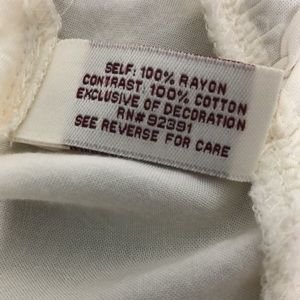 SELF: 100% RAYON
CONTRAST: 100% COTTON
EXCLUSIVE OF DECORATION
RN# 92391
SEE REVERSE FOR CARE